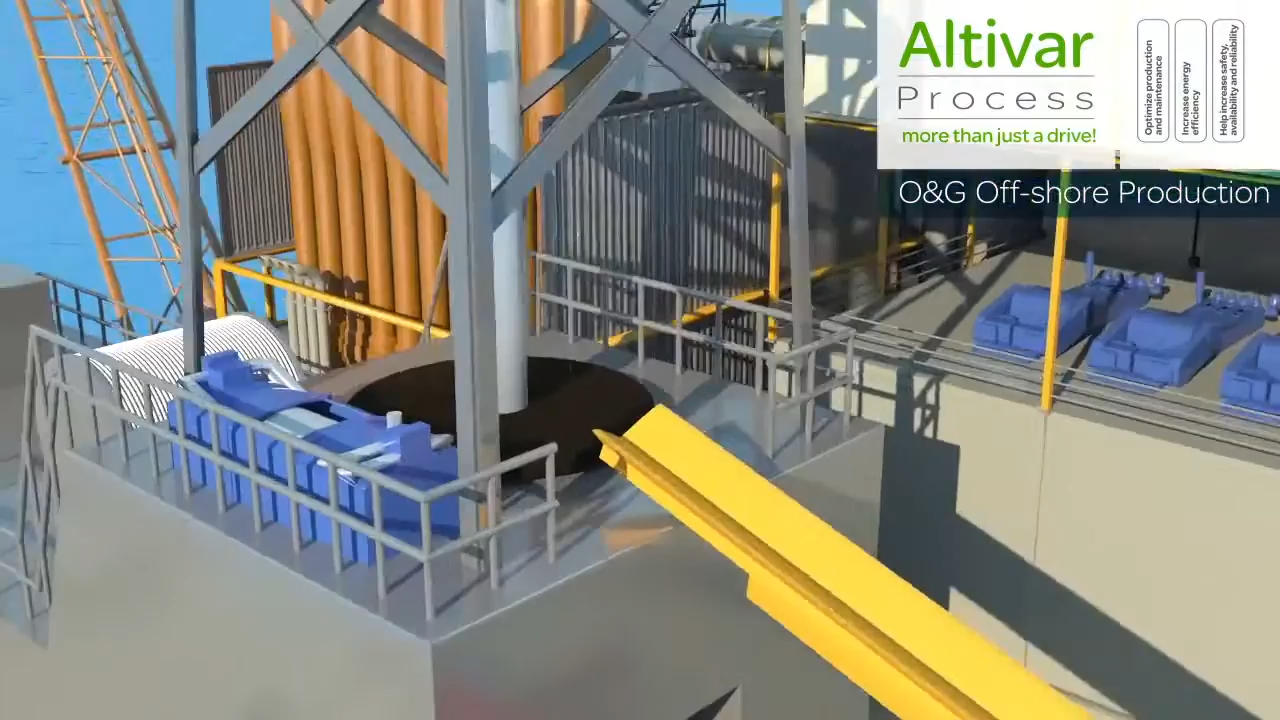 Altivar
Process
more than just a drive!
Optimize production
and maintenance
Increase energy
efficiency
Help increase safety,
availability and reliability
O&G Off-shore Production